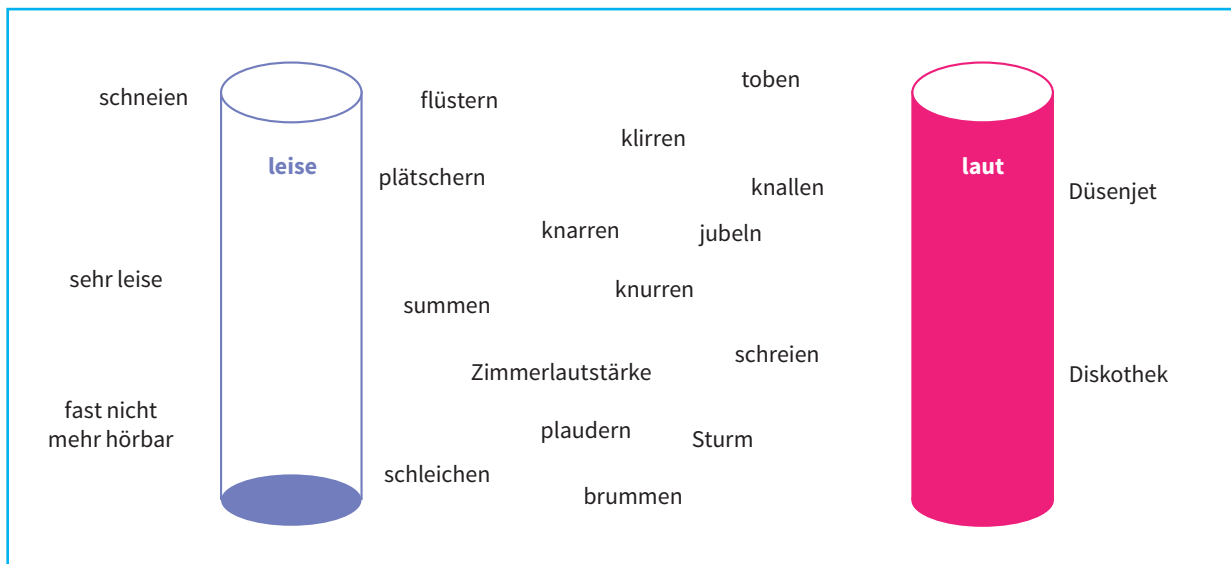 toben
schneien
flüstern
klirren
leise
laut
plätschern
knallen
Düsenjet
knarren
jubeln
sehr leise
knurren
summen
schreien
Zimmerlautstärke
Diskothek
fast nicht
mehr hörbar
plaudern
Sturm
schleichen
brummen